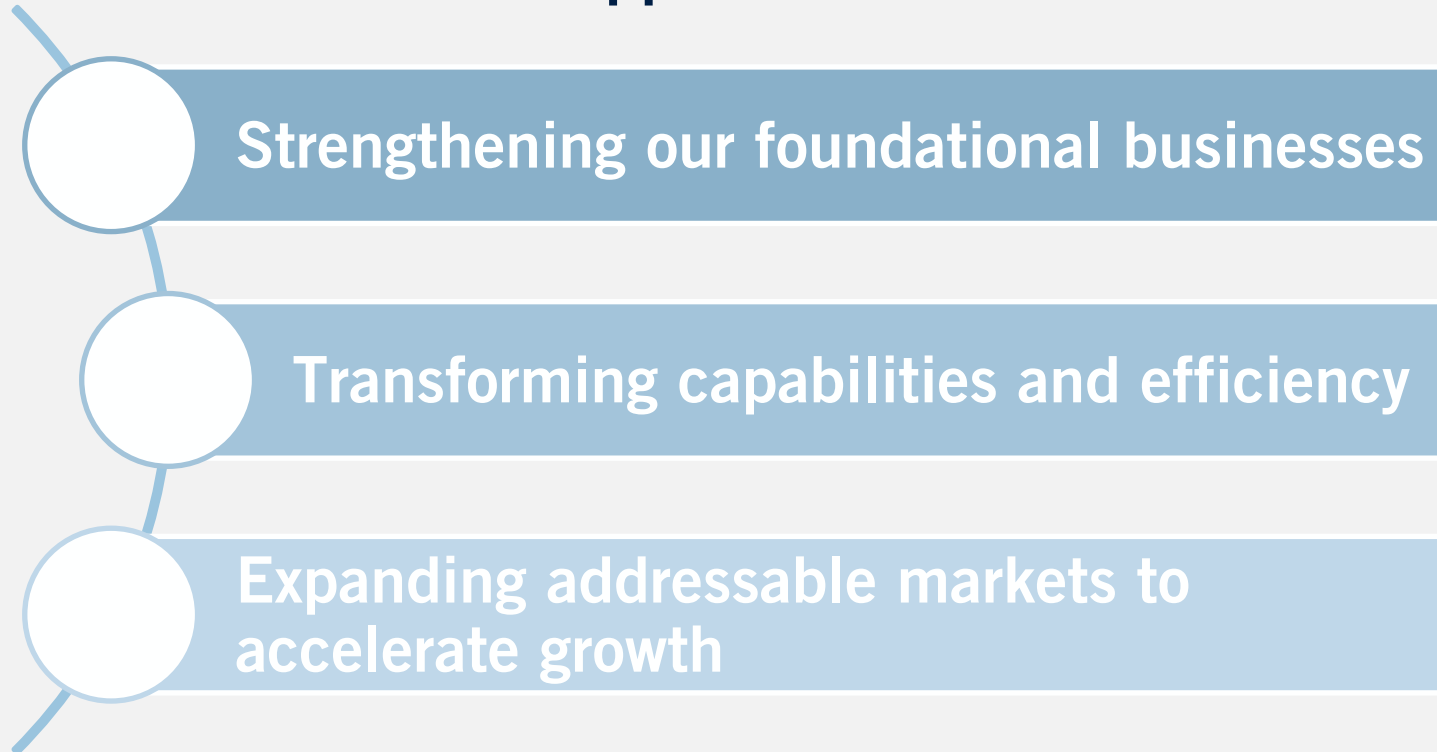 Strengthening our foundational businesses
Transforming capabilities and efficiency
Expanding addressable markets to
accelerate growth